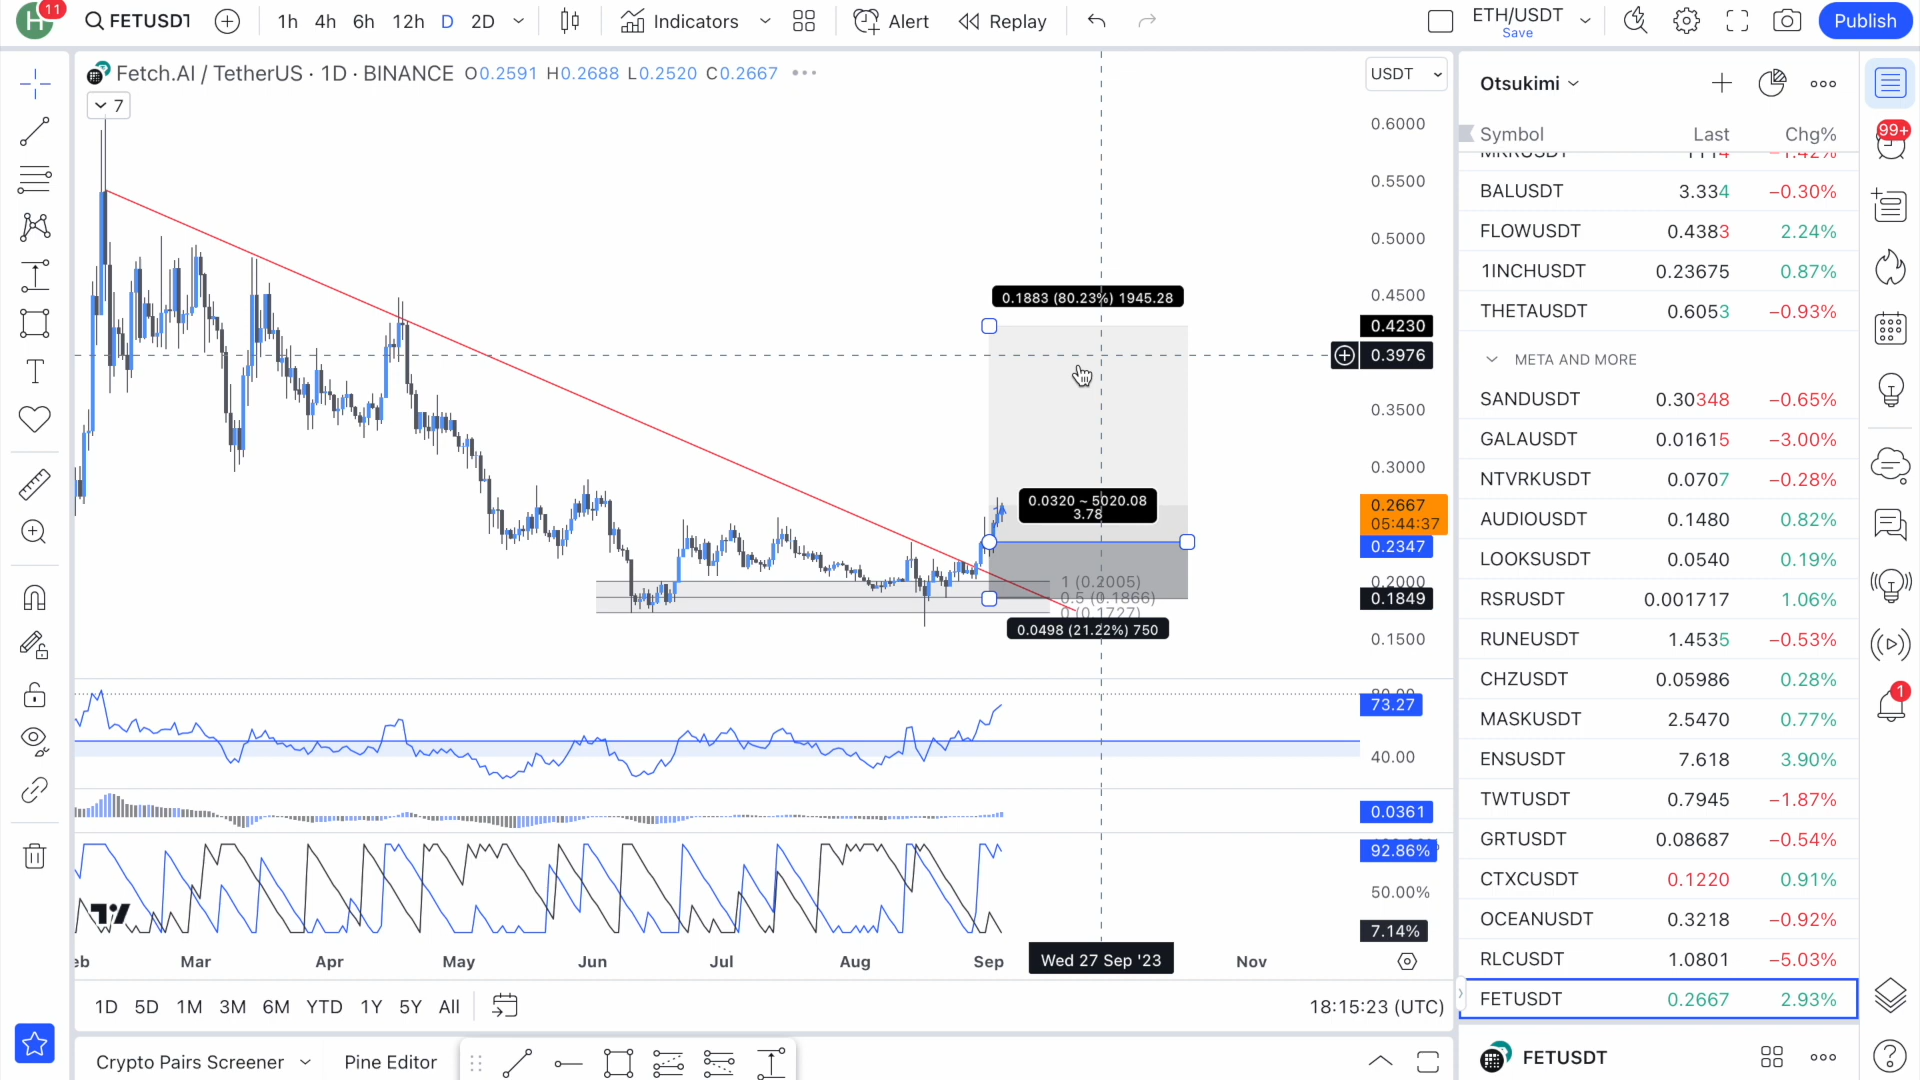 H
11
FETUSDT
1h 4h 6h 12h D 2D
Indicators
Alert
Replay
ETH/USDT
Save
Publish
Fetch.AI / TetherUS · 1D · BINANCE O0.2591 H0.2688 L0.2520 C0.2667
7
USDT
0.6000
0.5500
0.5000
0.4500
0.4230
0.3976
0.3500
0.3000
0.2667
05:44:37
0.2347
0.2000
0.1849
0.1500
0.1883 (80.23%) 1945.28
0.0320 ~ 5020.08
3.78
1 (0.2005)
0.5 (0.1866)
0 (0.1727)
0.0498 (21.22%) 750
80.00
73.27
40.00
0.0361
92.86%
50.00%
7.14%
eb Mar Apr May Jun Jul Aug Sep Wed 27 Sep '23 Nov
1D 5D 1M 3M 6M YTD 1Y 5Y All
18:15:23 (UTC)
Crypto Pairs Screener
Pine Editor
Otsukimi
Symbol Last Chg%
MKRUSDT 1114 −1.42%
BALUSDT 3.334 −0.30%
FLOWUSDT 0.4383 2.24%
1INCHUSDT 0.23675 0.87%
THETAUSDT 0.6053 −0.93%
META AND MORE
SANDUSDT 0.30348 −0.65%
GALAUSDT 0.01615 −3.00%
NTVRKUSDT 0.0707 −0.28%
AUDIOUSDT 0.1480 0.82%
LOOKSUSDT 0.0540 0.19%
RSRUSDT 0.001717 1.06%
RUNEUSDT 1.4535 −0.53%
CHZUSDT 0.05986 0.28%
MASKUSDT 2.5470 0.77%
ENSUSDT 7.618 3.90%
TWTUSDT 0.7945 −1.87%
GRTUSDT 0.08687 −0.54%
CTXCUSDT 0.1220 0.91%
OCEANUSDT 0.3218 −0.92%
RLCUSDT 1.0801 −5.03%
FETUSDT 0.2667 2.93%
FETUSDT
99+
1